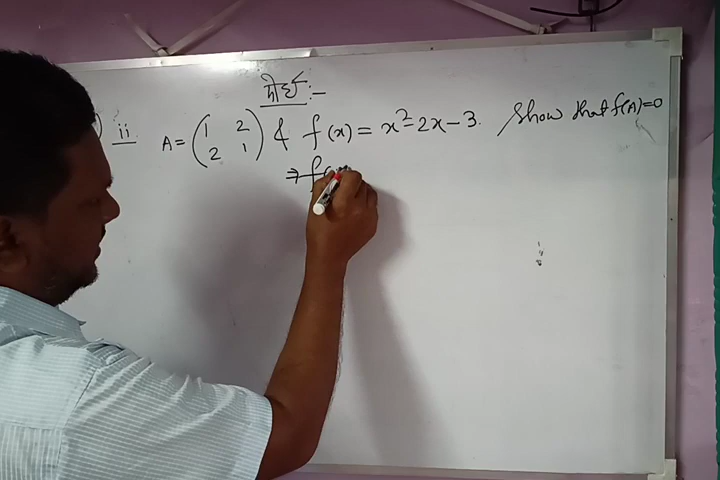 दीर्घ :-
) ii A = (1 2 2 1) & f(x) = x²-2x-3. Show that f(A)=0
⇒ f(